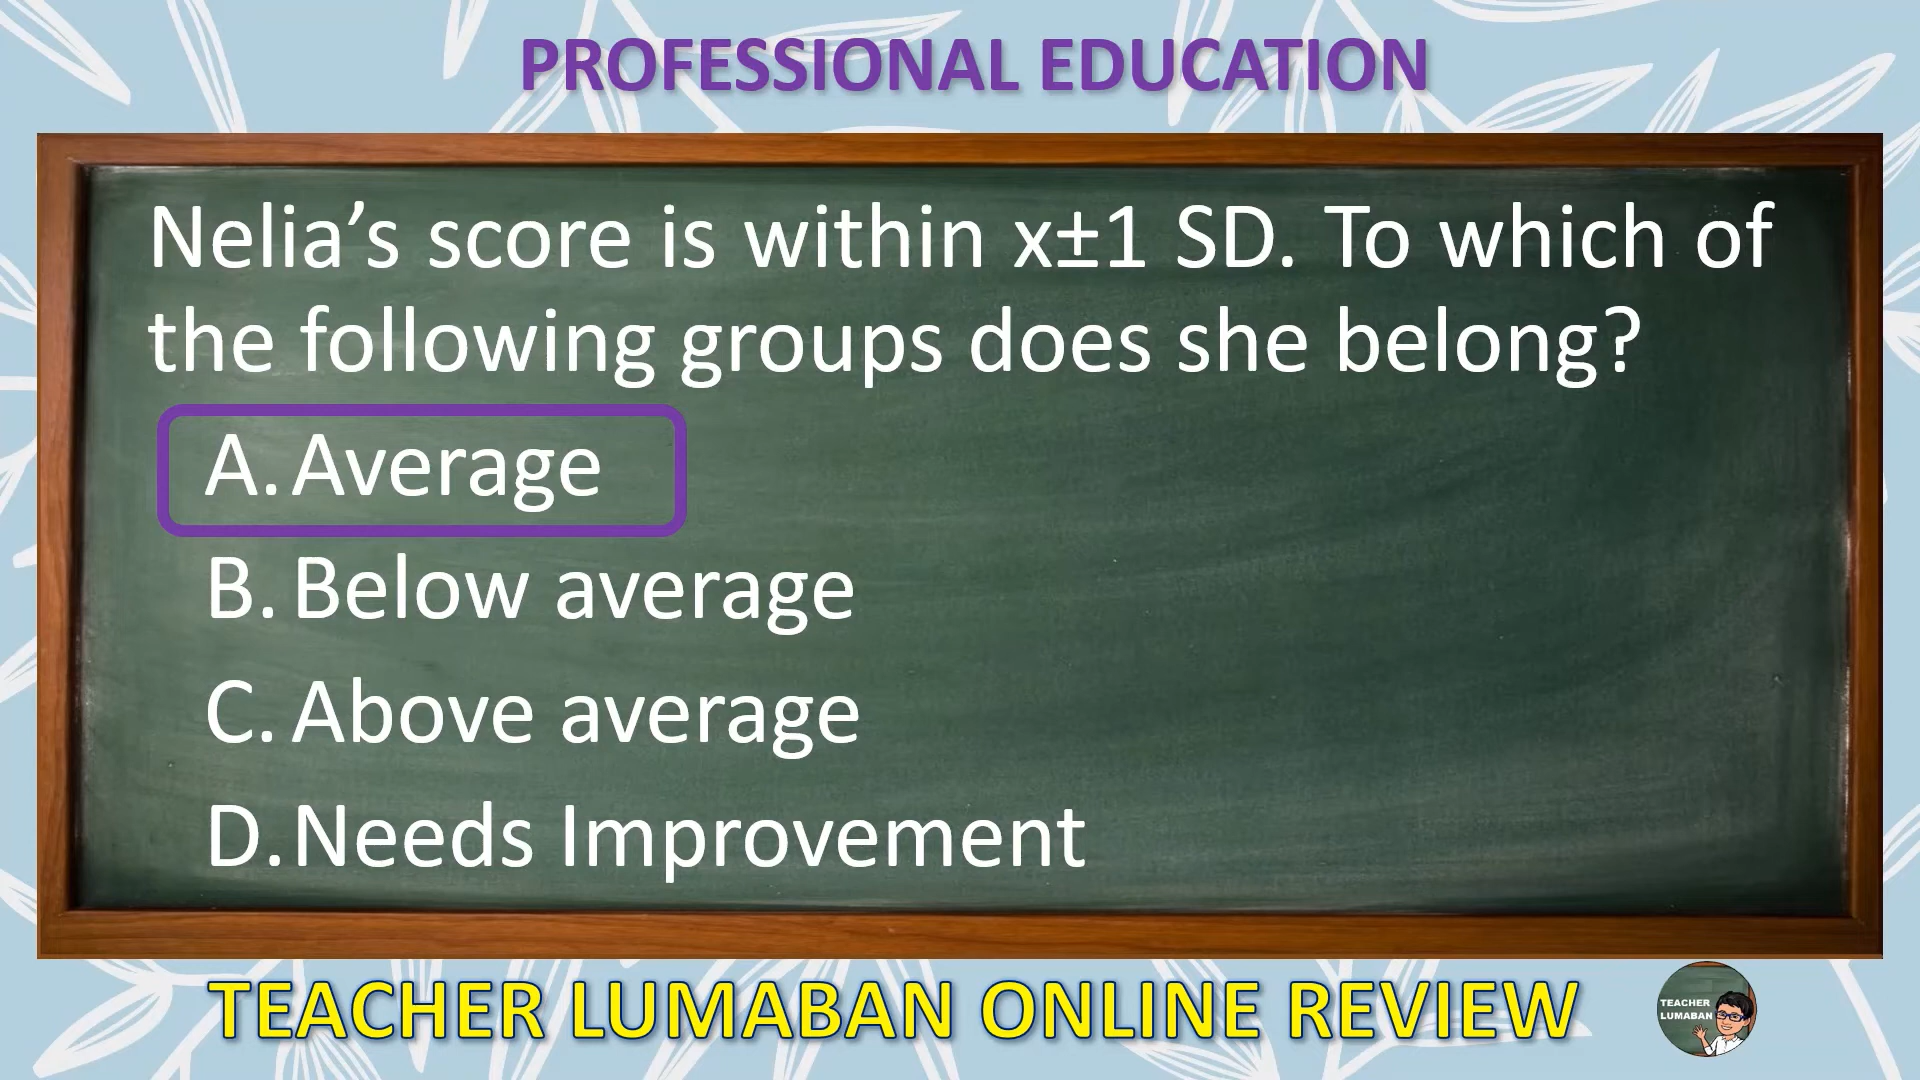 PROFESSIONAL EDUCATION
Nelia’s score is within x±1 SD. To which of
the following groups does she belong?
A. Average
B. Below average
C. Above average
D. Needs Improvement
TEACHER LUMABAN ONLINE REVIEW
TEACHER
LUMABAN